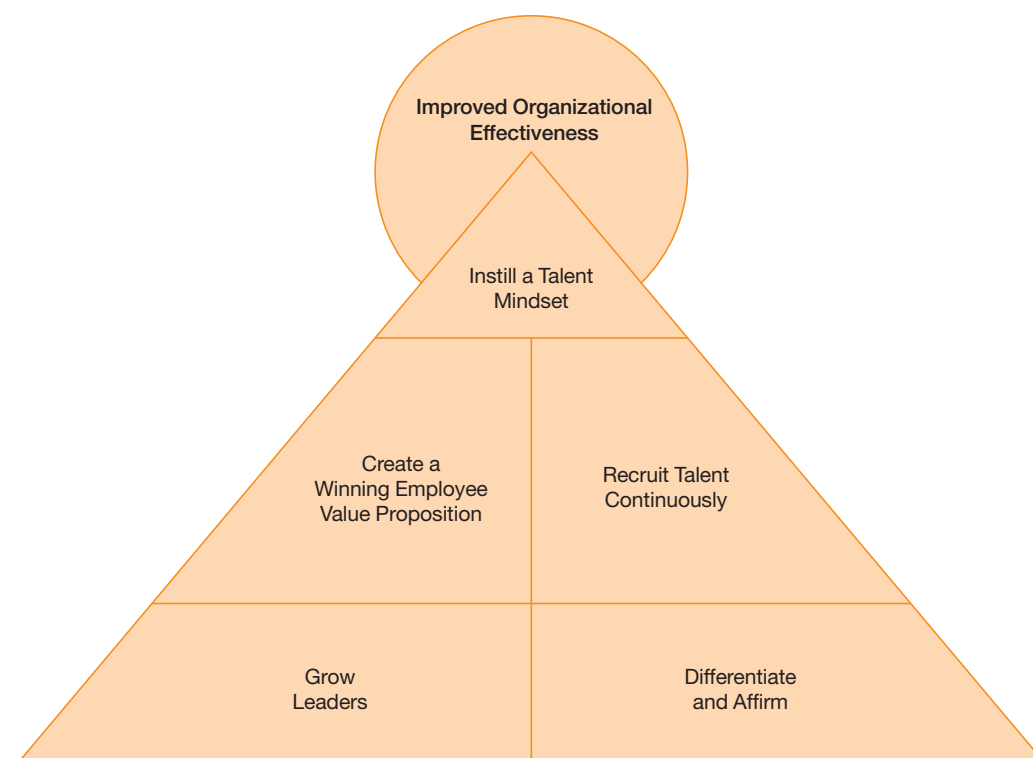 Improved Organizational
Effectiveness
Instill a Talent
Mindset
Create a
Winning Employee
Value Proposition
Recruit Talent
Continuously
Grow
Leaders
Differentiate
and Affirm